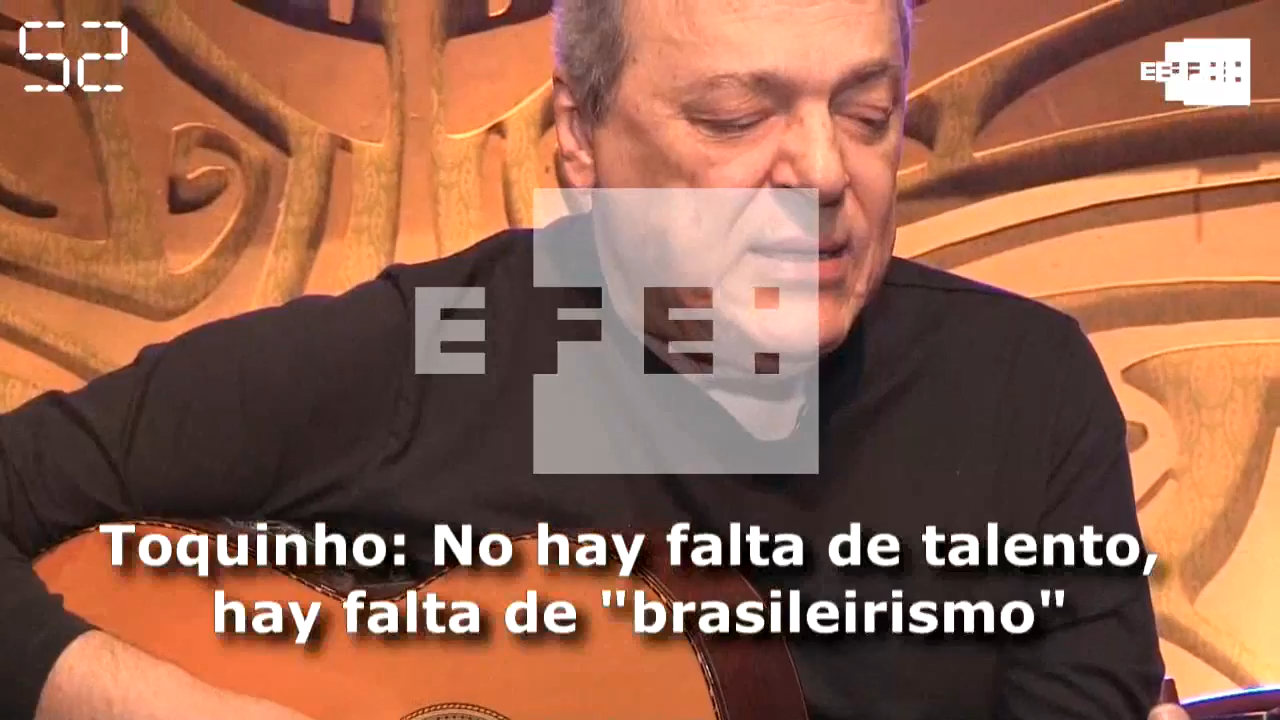 52
EFE:
EFE:
Toquinho: No hay falta de talento,
hay falta de "brasileirismo"